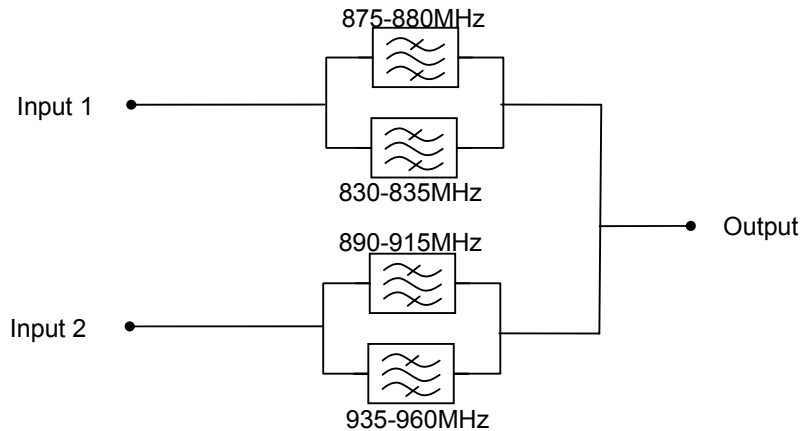 875-880MHz
Input 1
830-835MHz
Output
890-915MHz
Input 2
935-960MHz